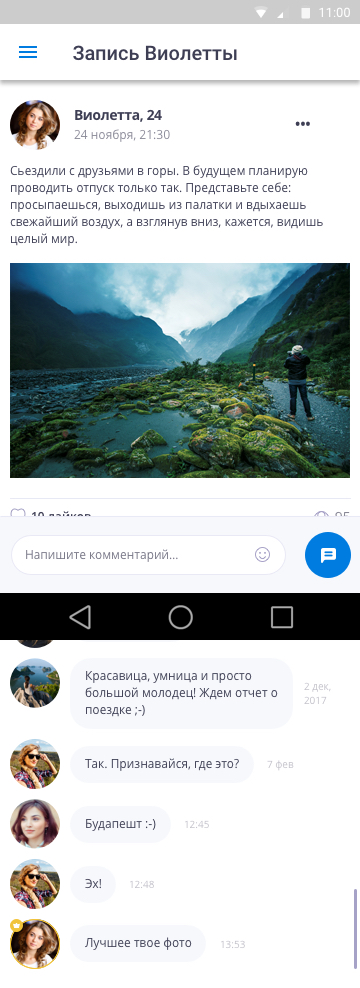 11:00
Запись Виолетты
Виолетта, 24
24 ноября, 21:30
Сьездили с друзьями в горы. В будущем планирую
проводить отпуск только так. Представьте себе:
просыпаешься, выходишь из палатки и вдыхаешь
свежайший воздух, а взглянув вниз, кажется, видишь
целый мир.
10 лайков
95
Напишите комментарий...
Красавица, умница и просто
большой молодец! Ждем отчет о
поездке ;-)
2 дек,
2017
Так. Признавайся, где это?
7 фев
Будапешт :-)
12:45
Эх!
12:48
Лучшее твое фото
13:53